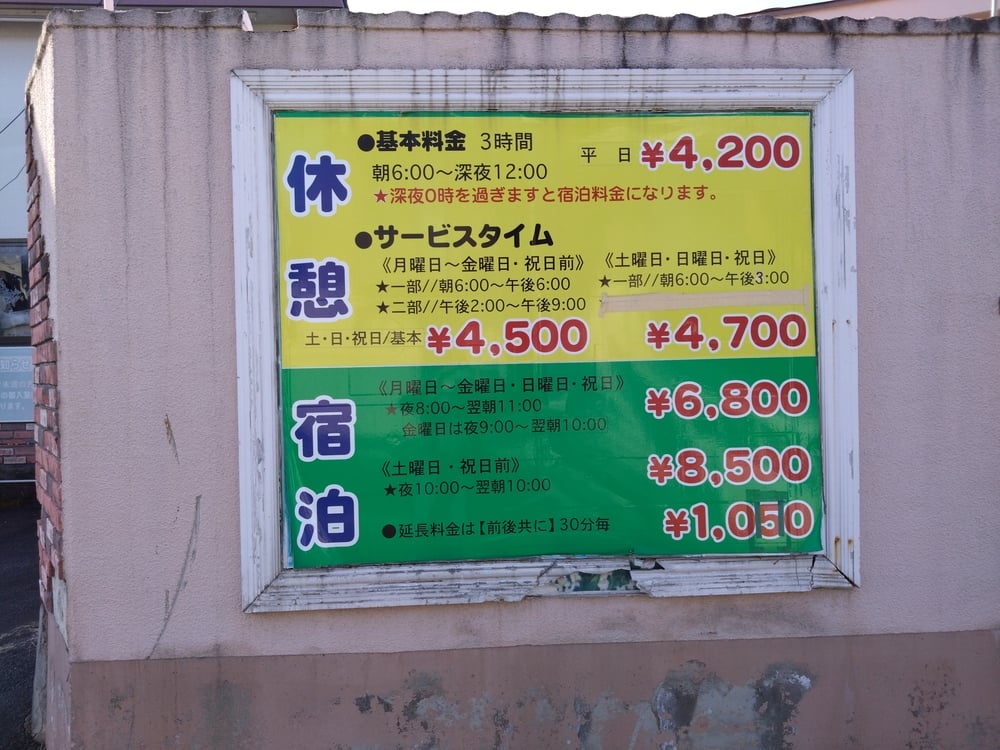 休憩
●基本料金 3時間 平日 ¥4,200
朝6:00～深夜12:00
★深夜0時を過ぎますと宿泊料金になります。
●サービスタイム
《月曜日～金曜日・祝日前》 《土曜日・日曜日・祝日》
★一部//朝6:00～午後6:00 ★一部//朝6:00～午後3:00
★二部//午後2:00～午後9:00
土・日・祝日/基本 ¥4,500 ¥4,700
宿泊
《月曜日～金曜日・日曜日・祝日》 ¥6,800
★夜8:00～翌朝11:00
金曜日は夜9:00～翌朝10:00
《土曜日・祝日前》 ¥8,500
★夜10:00～翌朝10:00
●延長料金は【前後共に】30分毎 ¥1,050